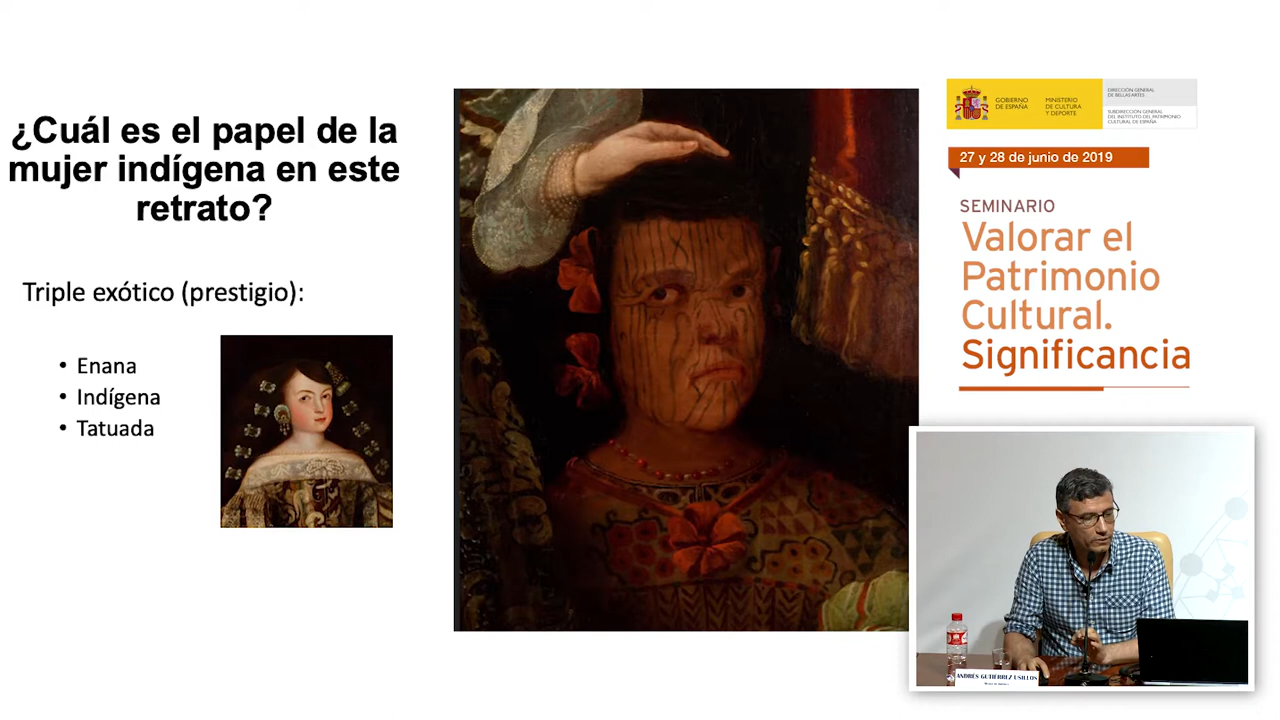 ¿Cuál es el papel de la
mujer indígena en este
retrato?
Triple exótico (prestigio):
• Enana
• Indígena
• Tatuada
GOBIERNO
DE ESPAÑA
MINISTERIO
DE CULTURA
Y DEPORTE
DIRECCIÓN GENERAL
DE BELLAS ARTES
SUBDIRECCIÓN GENERAL
DEL INSTITUTO DEL PATRIMONIO
CULTURAL DE ESPAÑA
27 y 28 de junio de 2019
SEMINARIO
Valorar el
Patrimonio
Cultural.
Significancia
ANDRÉS GUTIÉRREZ USILLOS